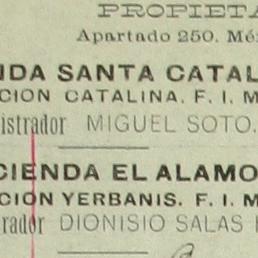 PROPIETA
Apartado 250. Mé
NDA SANTA CATAL
CION CATALINA. F. I. M
istrador MIGUEL SOTO.
CIENDA EL ALAMO
CION YERBANIS. F. I. M
rador DIONISIO SALAS